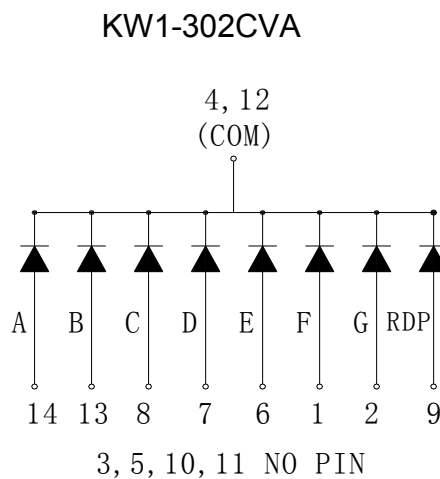 KW1-302CVA
4, 12
(COM)
A B C D E F G RDP
14 13 8 7 6 1 2 9
3, 5, 10, 11 NO PIN